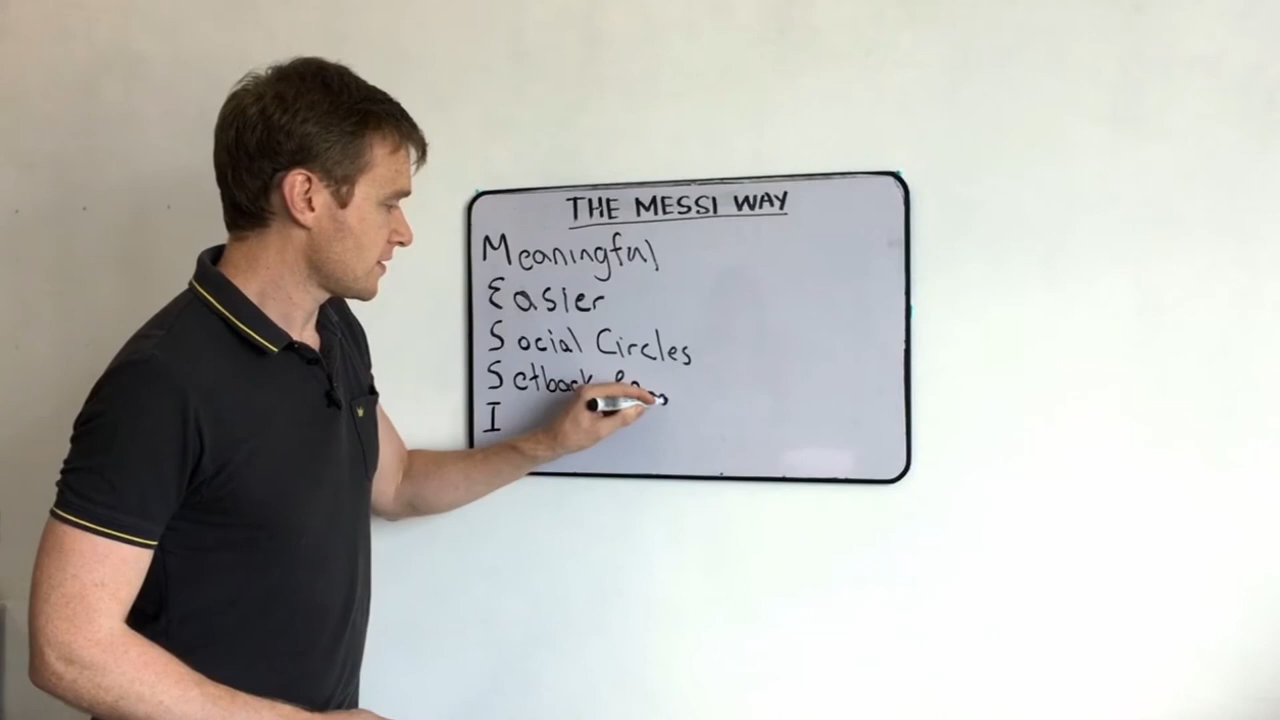 THE MESSI WAY
Meaningful
Easier
Social Circles
Setback
I